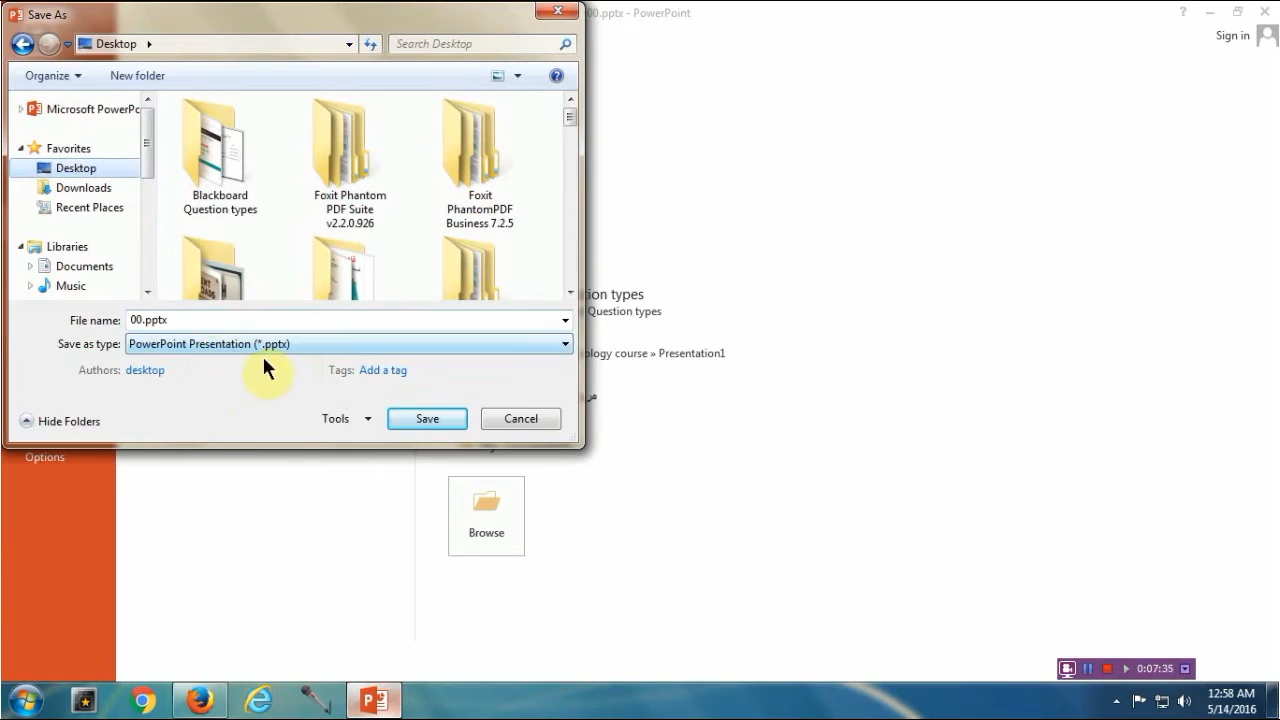 Save As
00.pptx - PowerPoint
?
Sign in
Desktop
Search Desktop
Organize
New folder
?
Microsoft PowerPo
Favorites
Desktop
Downloads
Recent Places
Libraries
Documents
Music
Blackboard
Question types
Foxit Phantom
PDF Suite
v2.2.0.926
Foxit
PhantomPDF
Business 7.2.5
File name:
00.pptx
Save as type:
PowerPoint Presentation (*.pptx)
Authors:
desktop
Tags:
Add a tag
Hide Folders
Tools
Save
Cancel
tion types
Question types
ology course » Presentation1
Options
Browse
0:07:35
12:58 AM
5/14/2016